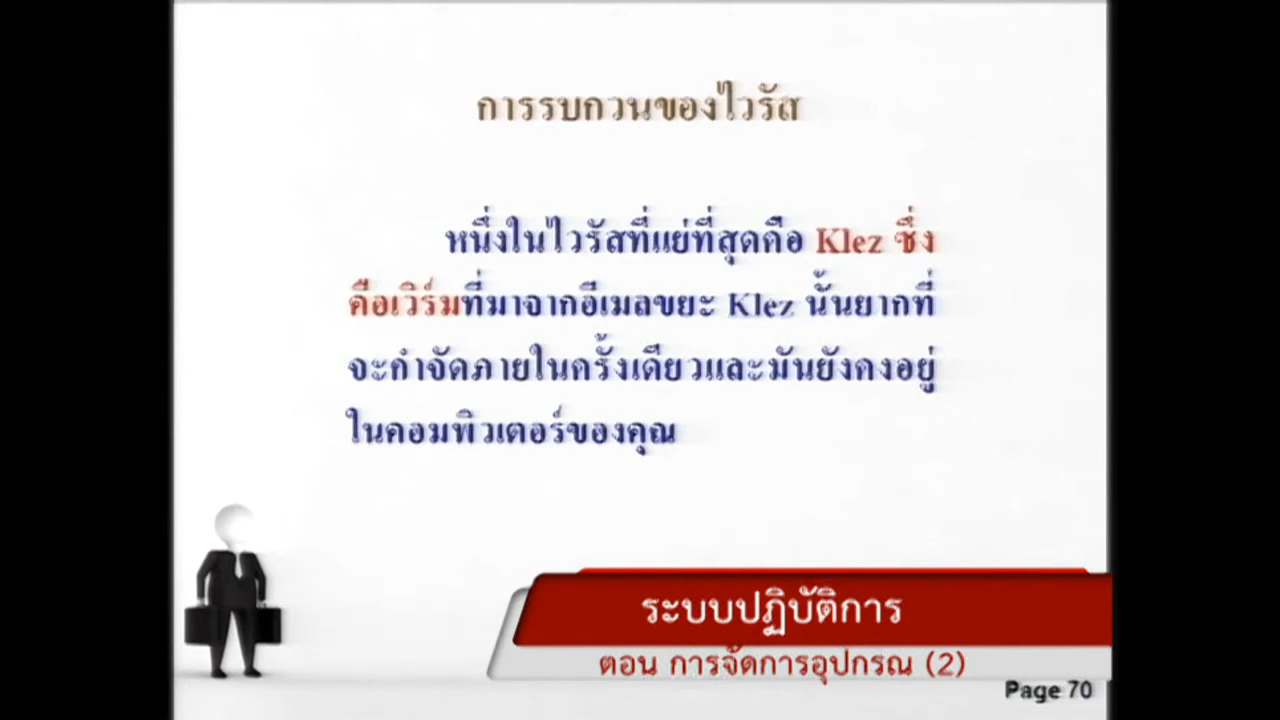 การรบกวนของไวรัส
หนึ่งในไวรัสที่แย่ที่สุดคือ Klez ซึ่ง
คือเวิร์มที่มาจากอีเมลขยะ Klez นั้นยากที่
จะกำจัดภายในครั้งเดียวและมันยังคงอยู่
ในคอมพิวเตอร์ของคุณ
ระบบปฏิบัติการ
ตอน การจัดการอุปกรณ (2)
Page 70